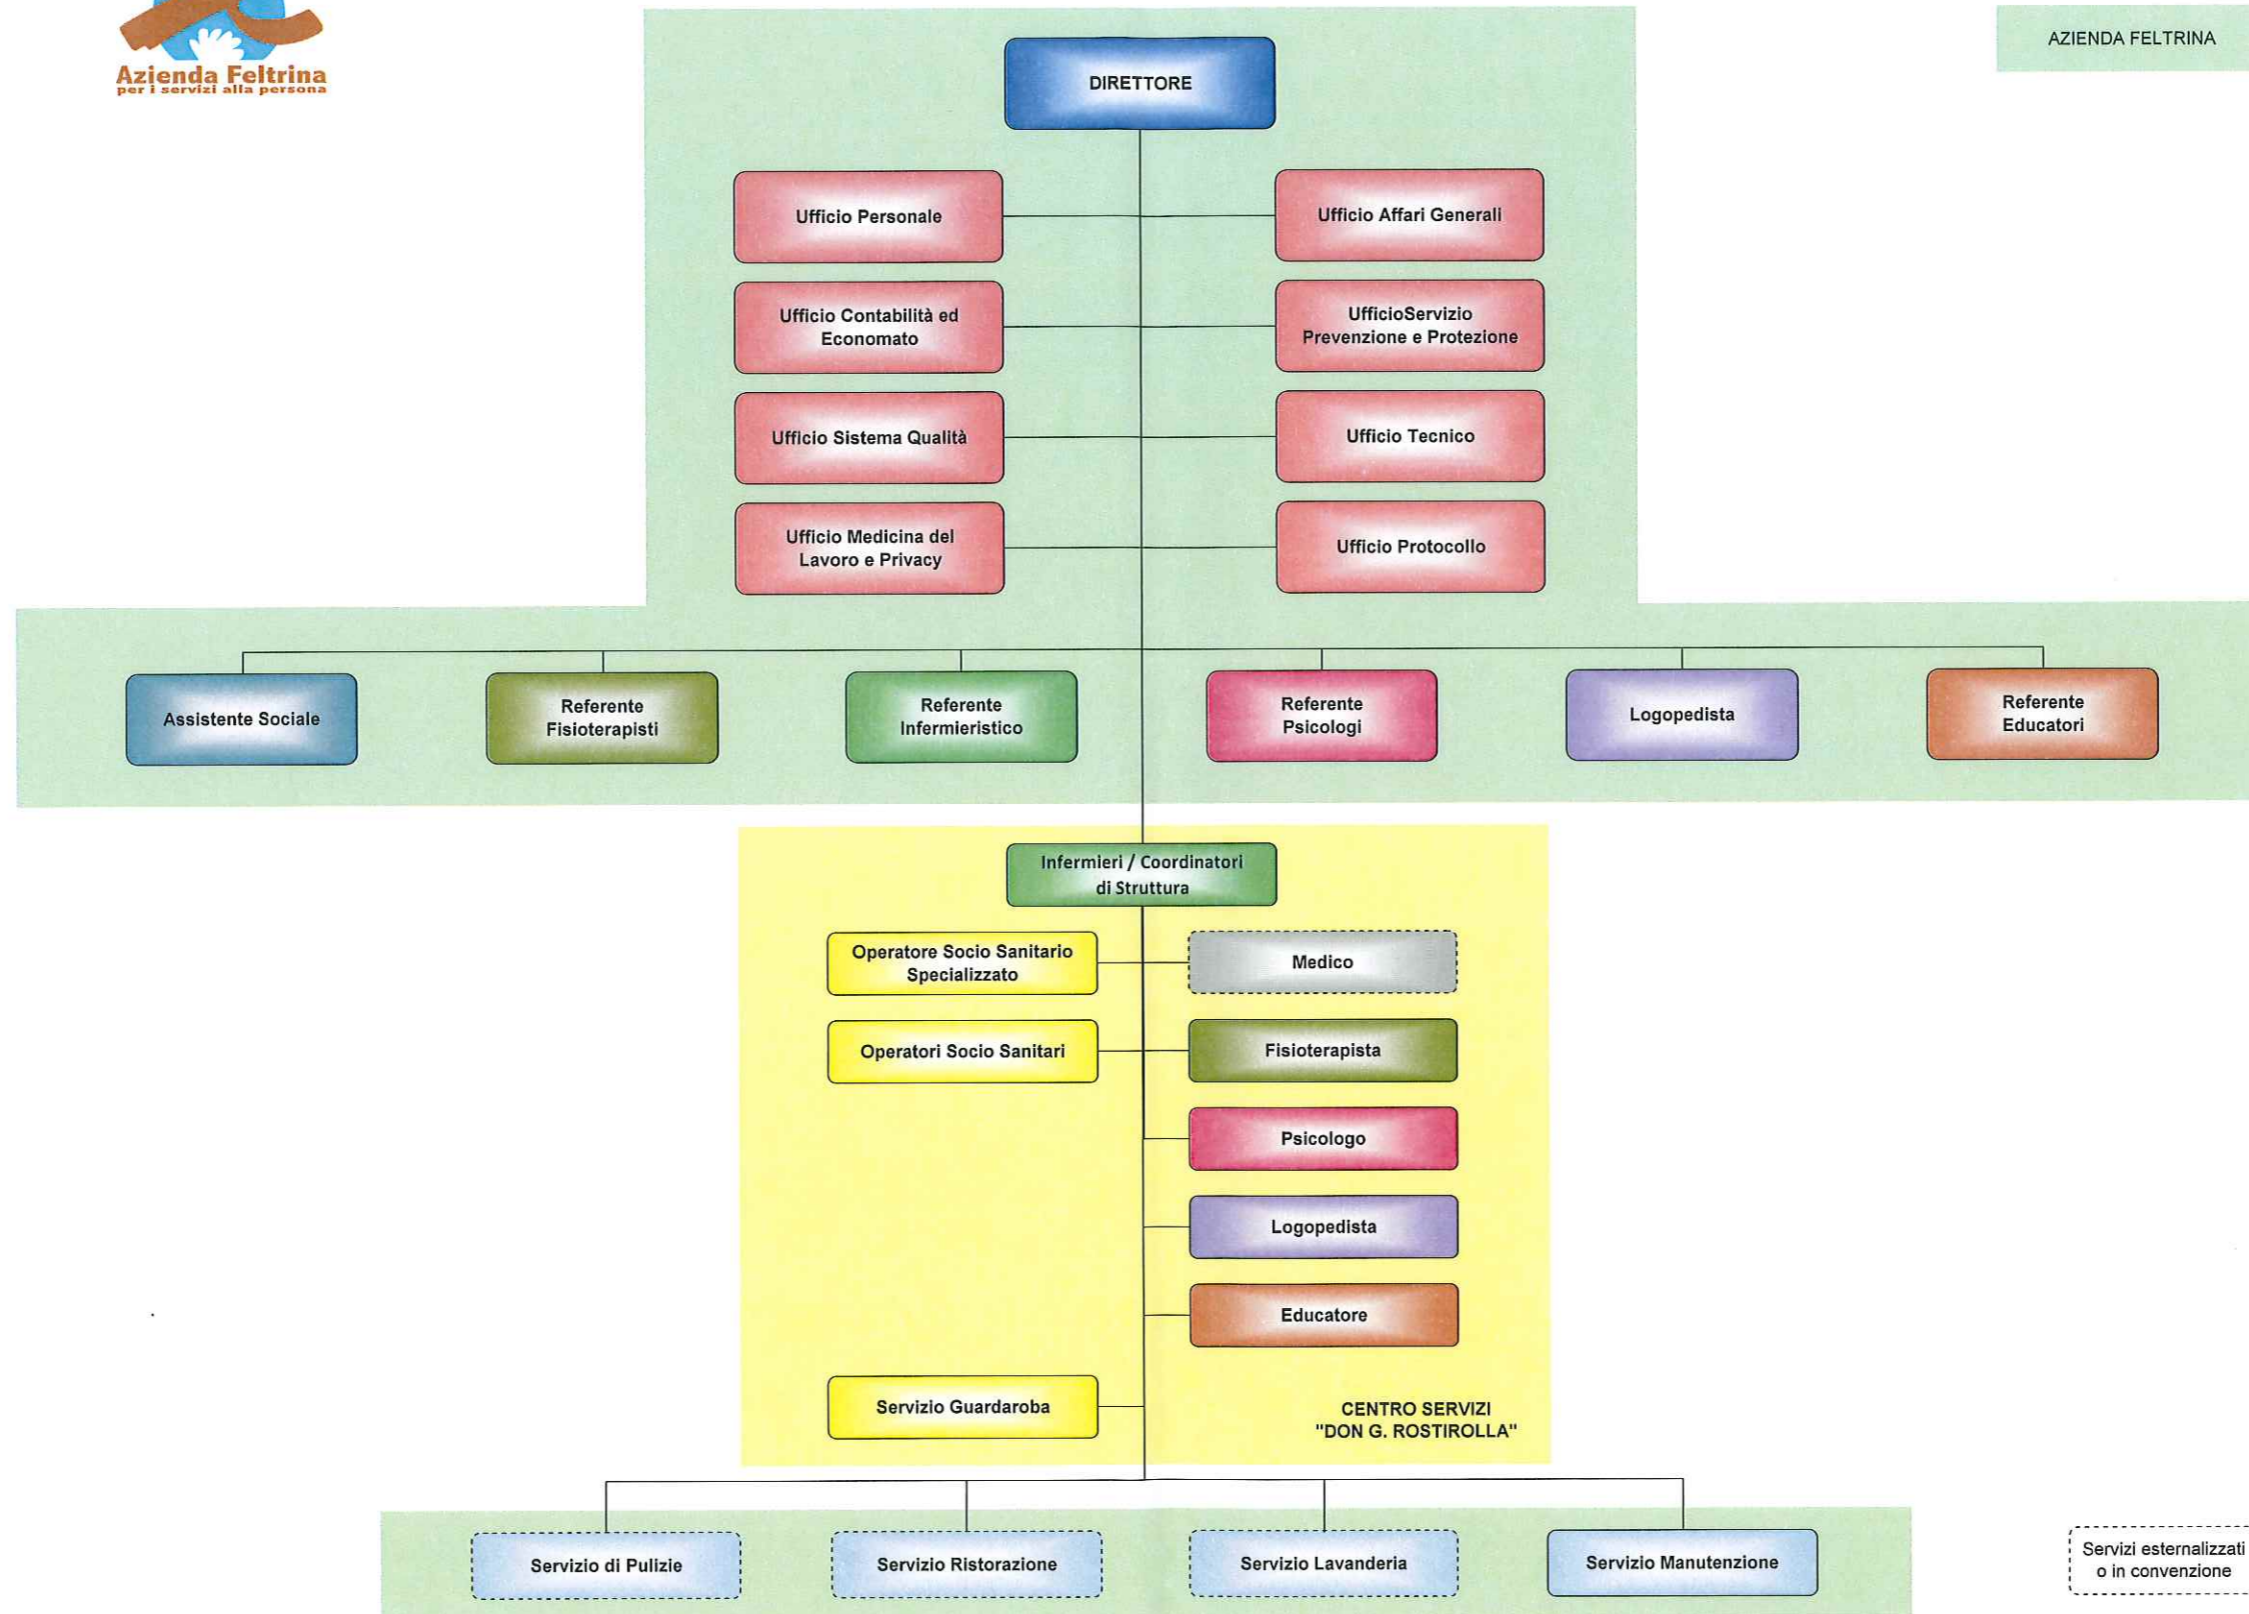 Azienda Feltrina
per i servizi alla persona
AZIENDA FELTRINA
DIRETTORE
Ufficio Personale
Ufficio Affari Generali
Ufficio Contabilità ed
Economato
UfficioServizio
Prevenzione e Protezione
Ufficio Sistema Qualità
Ufficio Tecnico
Ufficio Medicina del
Lavoro e Privacy
Ufficio Protocollo
Assistente Sociale
Referente
Fisioterapisti
Referente
Infermieristico
Referente
Psicologi
Logopedista
Referente
Educatori
Infermieri / Coordinatori
di Struttura
Operatore Socio Sanitario
Specializzato
Medico
Operatori Socio Sanitari
Fisioterapista
Psicologo
Logopedista
Educatore
Servizio Guardaroba
CENTRO SERVIZI
"DON G. ROSTIROLLA"
Servizio di Pulizie
Servizio Ristorazione
Servizio Lavanderia
Servizio Manutenzione
Servizi esternalizzati
o in convenzione